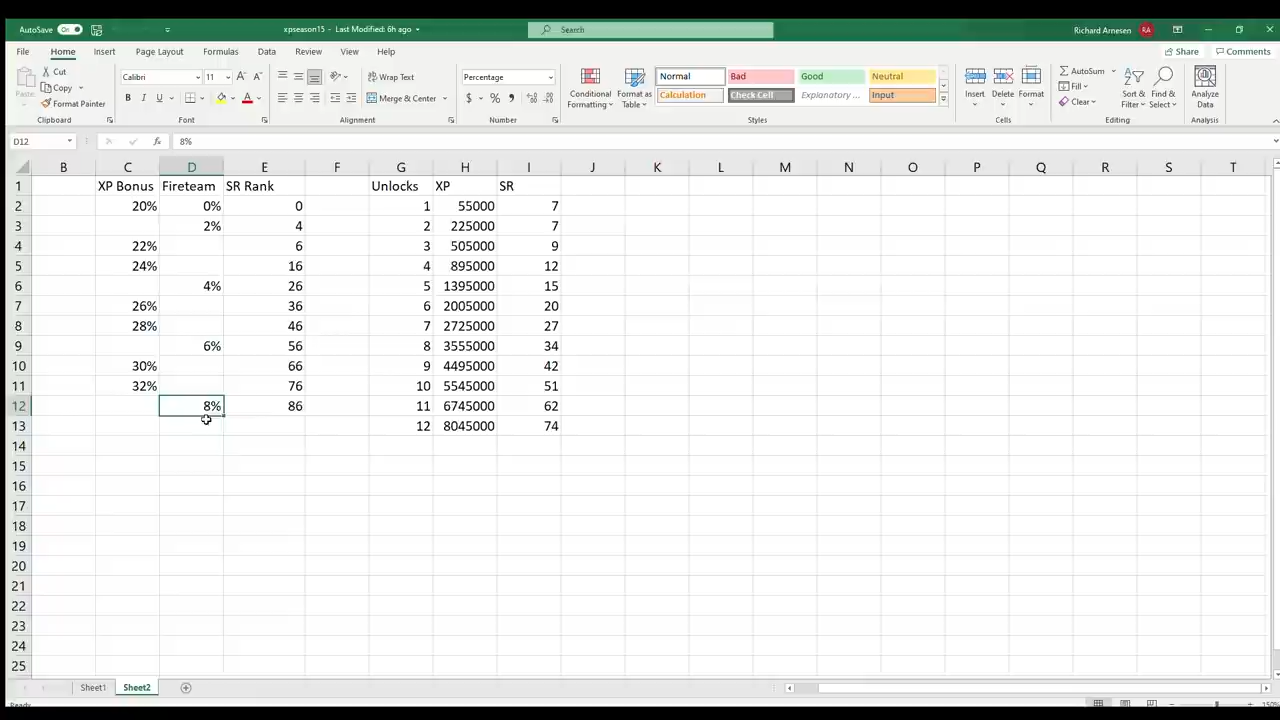 AutoSave On xpseason15 - Last Modified: 6h ago Search Richard Arnesen RA
File Home Insert Page Layout Formulas Data Review View Help Share Comments
Paste Cut Copy Format Painter Calibri 11 Wrap Text Merge & Center Percentage Conditional Formatting Format as Table Normal Bad Good Neutral Calculation Check Cell Explanatory ... Input Insert Delete Format AutoSum Fill Clear Sort & Filter Find & Select Analyze Data
Clipboard Font Alignment Number Styles Cells Editing Analysis
D12 fx 8%
B C D E F G H I J K L M N O P Q R S T
1 XP Bonus Fireteam SR Rank Unlocks XP SR
2 20% 0% 0 1 55000 7
3 2% 4 2 225000 7
4 22% 6 3 505000 9
5 24% 16 4 895000 12
6 4% 26 5 1395000 15
7 26% 36 6 2005000 20
8 28% 46 7 2725000 27
9 6% 56 8 3555000 34
10 30% 66 9 4495000 42
11 32% 76 10 5545000 51
12 8% 86 11 6745000 62
13 12 8045000 74
14
15
16
17
18
19
20
21
22
23
24
25
Sheet1 Sheet2
Ready 150%